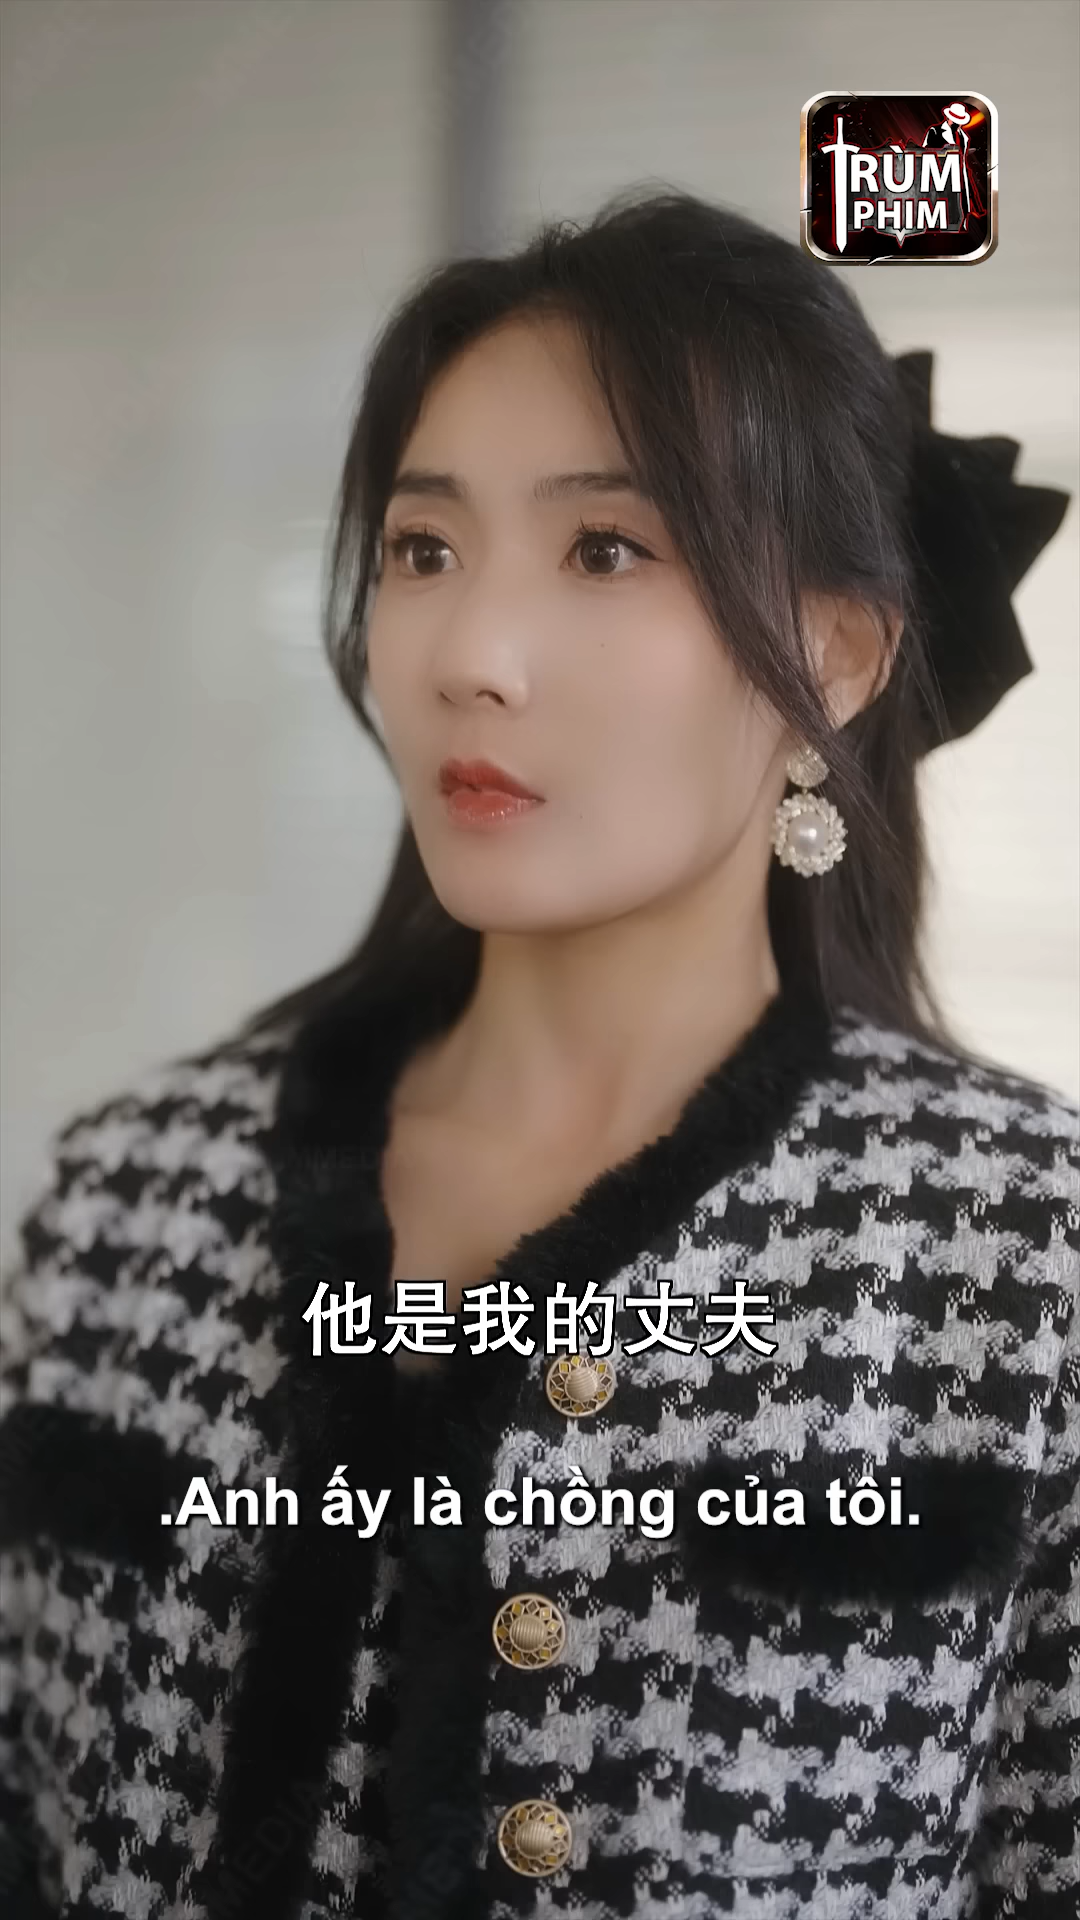 TRÙM
PHIM
他是我的丈夫
.Anh ấy là chồng của tôi.